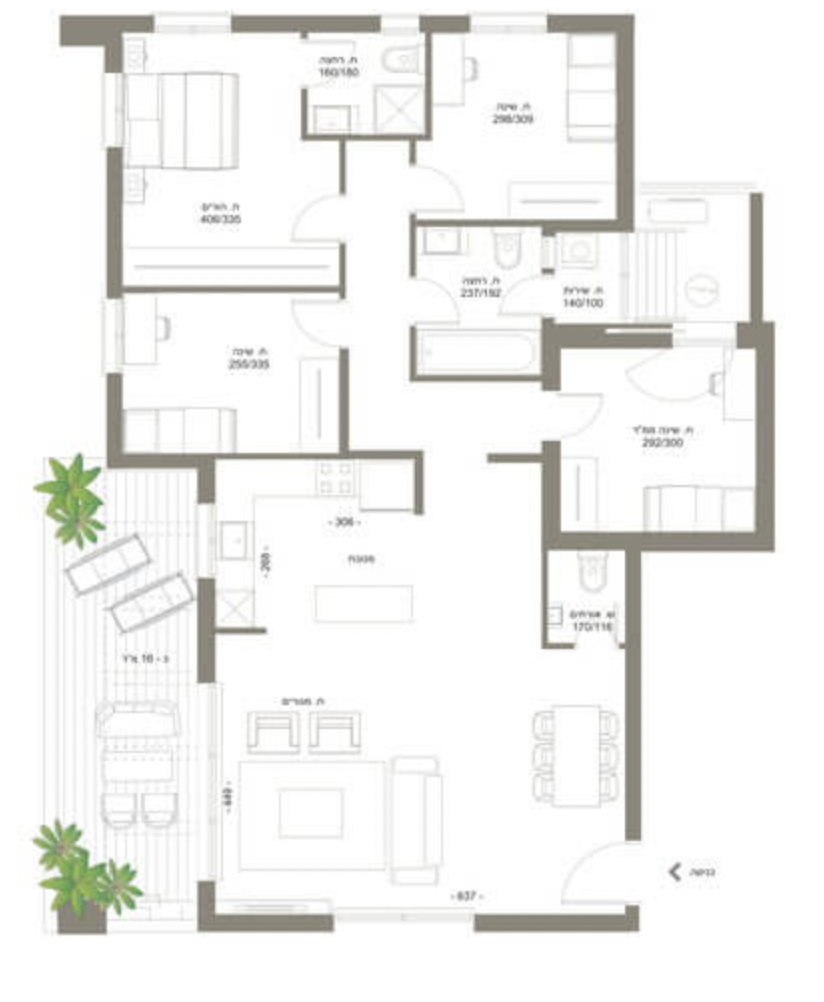 ח. רחצה
160/180
ח. שינה
298/309
ח. הורים
406/335
ח. רחצה
237/192
ח. שירות
140/100
ח. שינה
255/335
ח. שינה ממ"ד
292/300
- 306 -
- 268 -
מטבח
ש. אורחים
170/116
כ - 16 מ"ר
ח. מגורים
- 649 -
כניסה
- 637 -